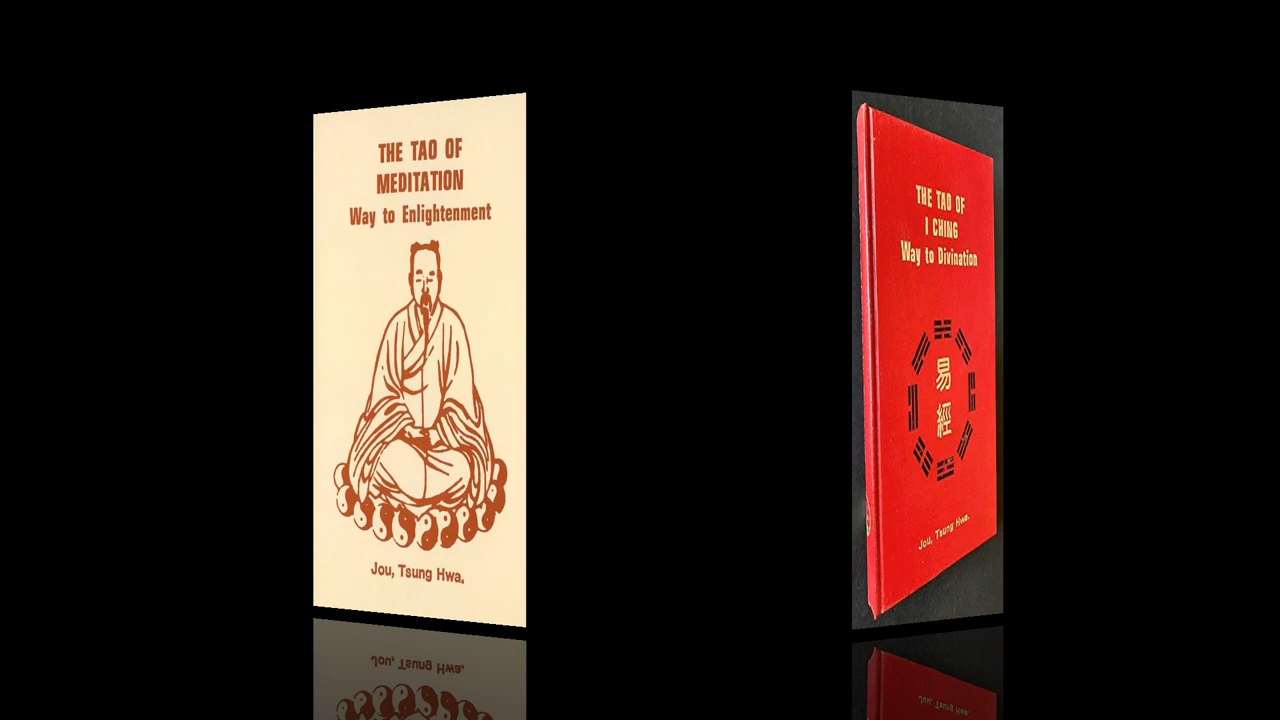 THE TAO OF
MEDITATION
Way to Enlightenment
Jou, Tsung Hwa.
THE TAO OF
I CHING
Way to Divination
易
經
Jou, Tsung Hwa.